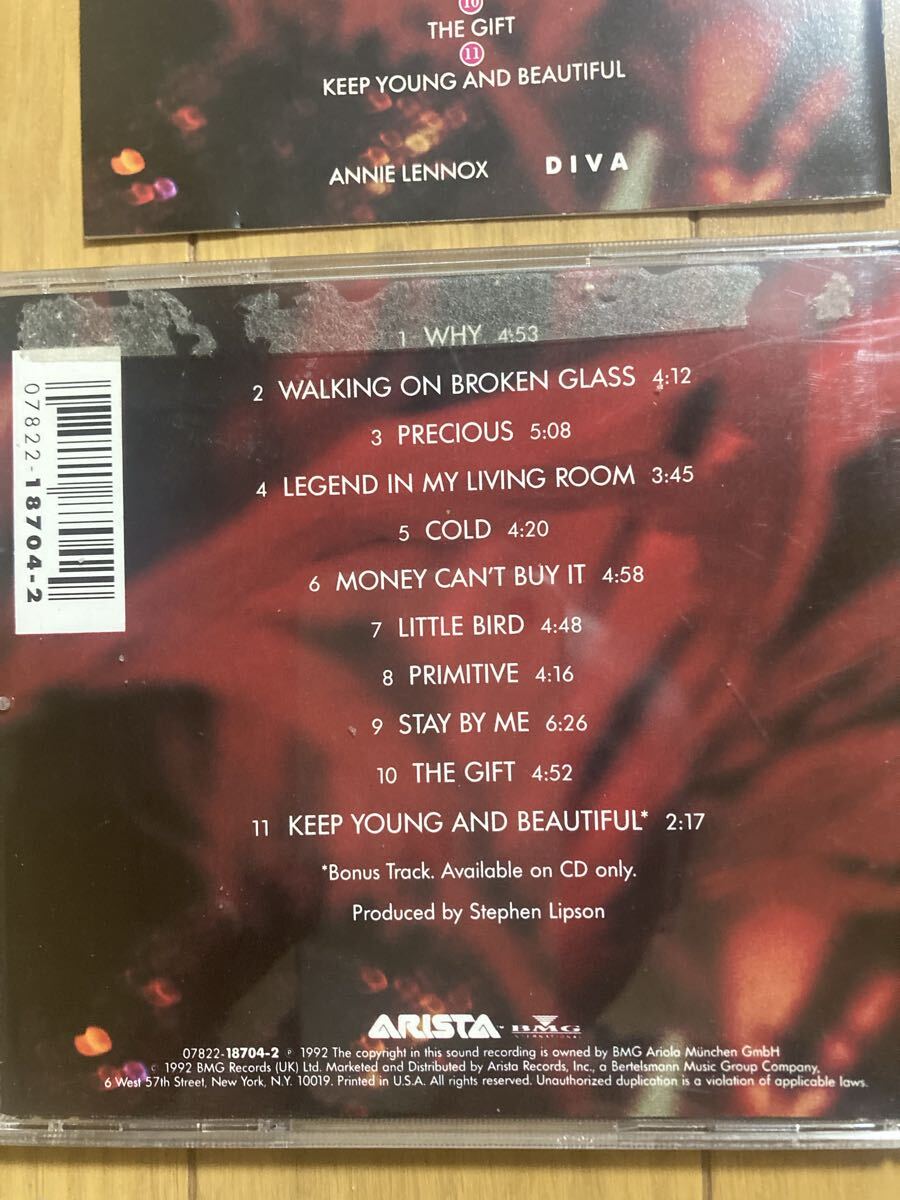 10
THE GIFT
11
KEEP YOUNG AND BEAUTIFUL
ANNIE LENNOX DIVA
1 WHY 4:53
2 WALKING ON BROKEN GLASS 4:12
3 PRECIOUS 5:08
4 LEGEND IN MY LIVING ROOM 3:45
5 COLD 4:20
6 MONEY CAN'T BUY IT 4:58
7 LITTLE BIRD 4:48
8 PRIMITIVE 4:16
9 STAY BY ME 6:26
10 THE GIFT 4:52
11 KEEP YOUNG AND BEAUTIFUL* 2:17
*Bonus Track. Available on CD only.
Produced by Stephen Lipson
07822-18704-2
ARISTA™ BMG
INTERNATIONAL
07822-18704-2 ℗ 1992 The copyright in this sound recording is owned by BMG Ariola München GmbH
© 1992 BMG Records (UK) Ltd. Marketed and Distributed by Arista Records, Inc., a Bertelsmann Music Group Company,
6 West 57th Street, New York, N.Y. 10019. Printed in U.S.A. All rights reserved. Unauthorized duplication is a violation of applicable laws.